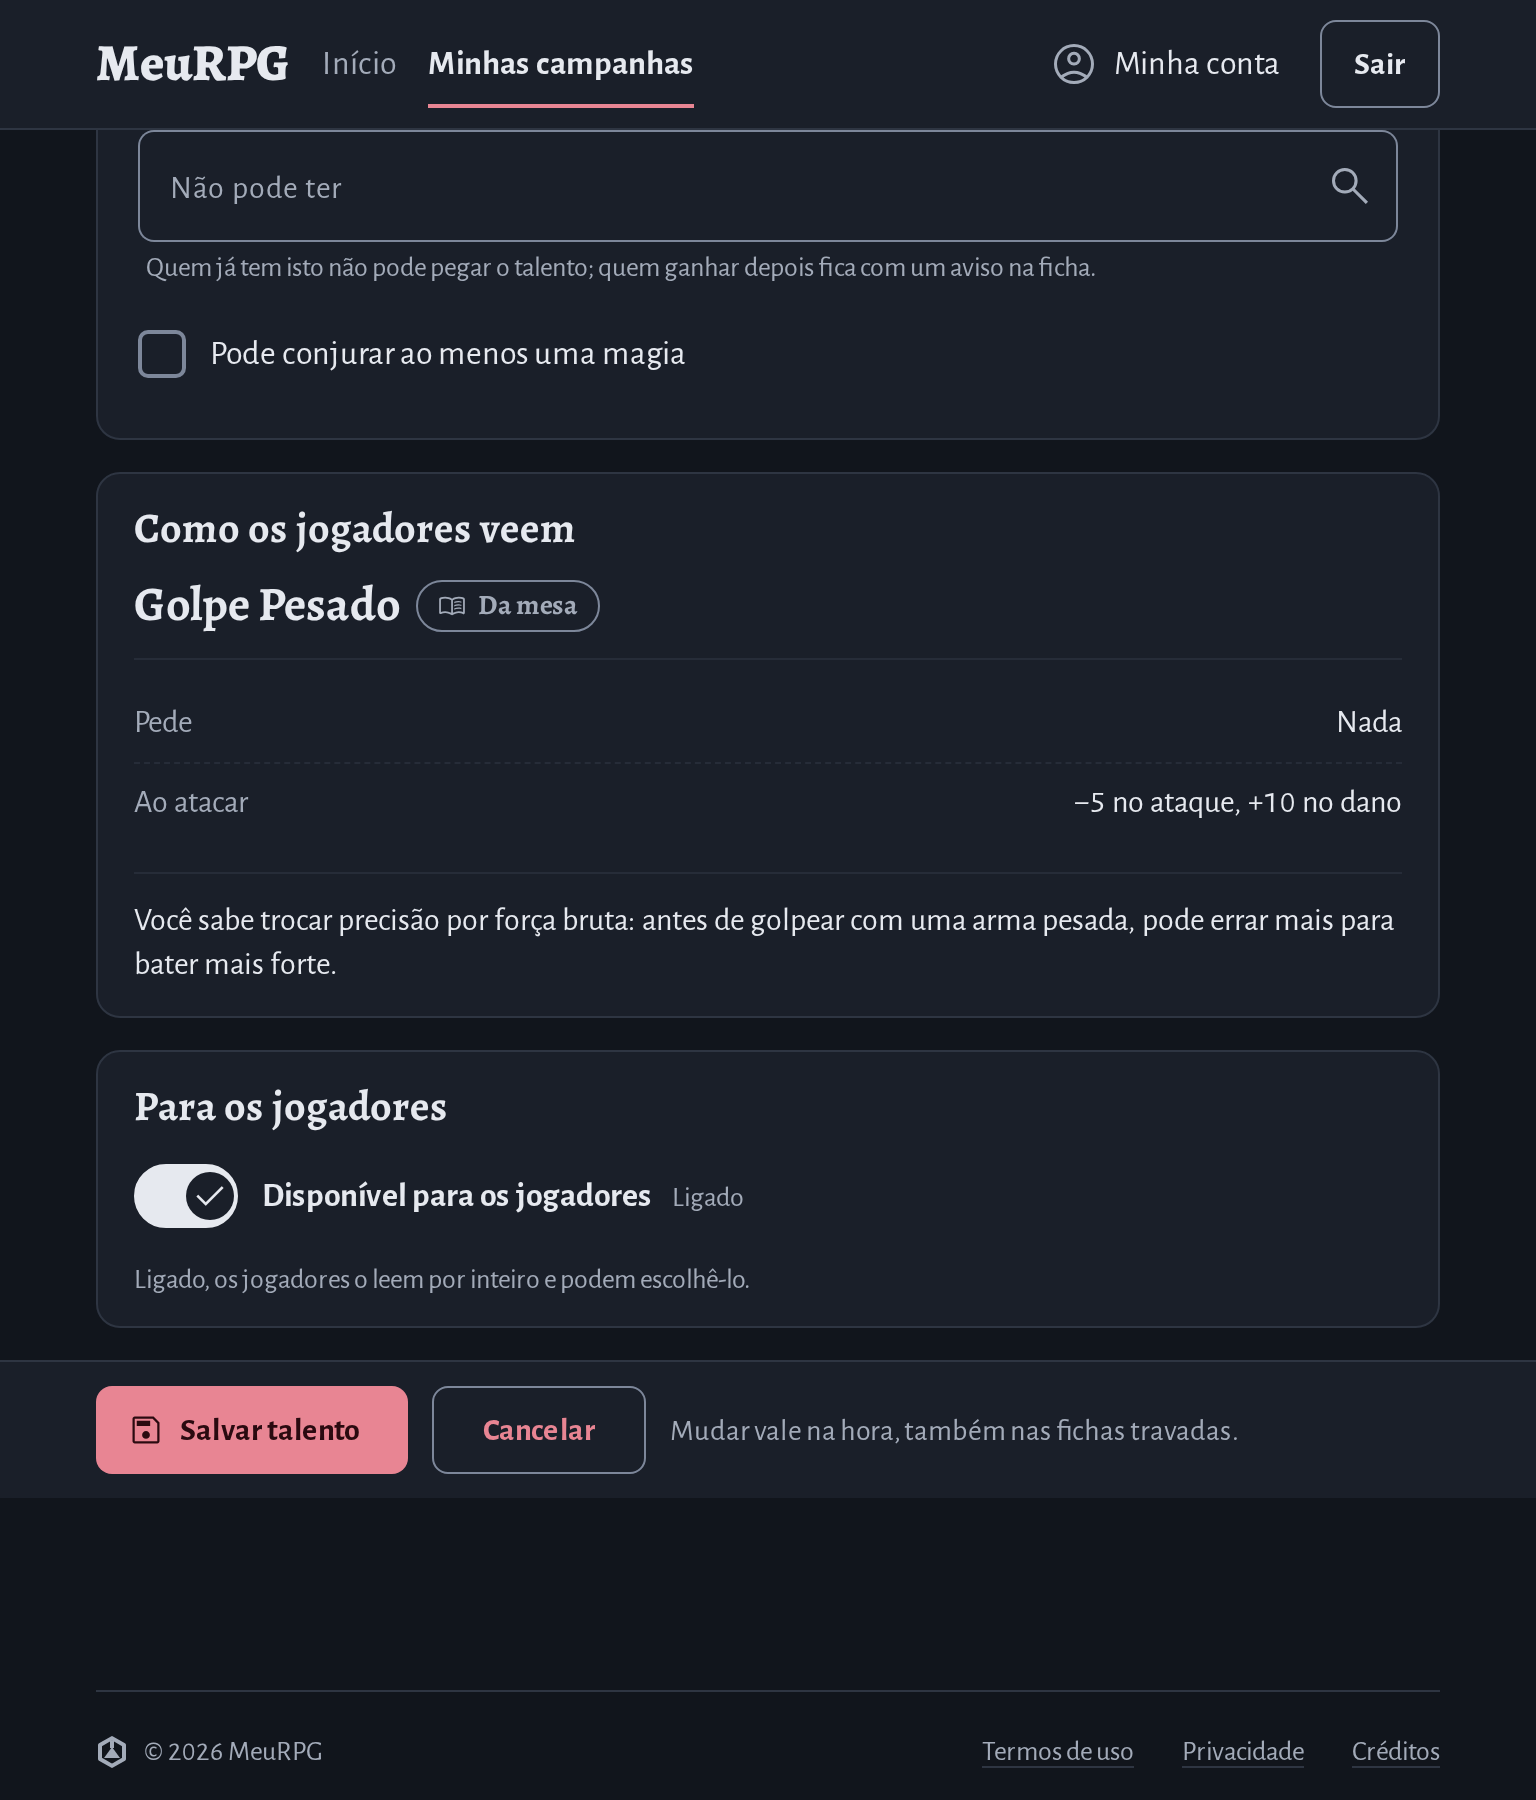 MeuRPG Início Minhas campanhas Minha conta Sair
Não pode ter
Quem já tem isto não pode pegar o talento; quem ganhar depois fica com um aviso na ficha.
Pode conjurar ao menos uma magia
Como os jogadores veem
Golpe Pesado Da mesa
Pede Nada
Ao atacar −5 no ataque, +10 no dano
Você sabe trocar precisão por força bruta: antes de golpear com uma arma pesada, pode errar mais para
bater mais forte.
Para os jogadores
Disponível para os jogadores Ligado
Ligado, os jogadores o leem por inteiro e podem escolhê-lo.
Salvar talento Cancelar Mudar vale na hora, também nas fichas travadas.
© 2026 MeuRPG Termos de uso Privacidade Créditos